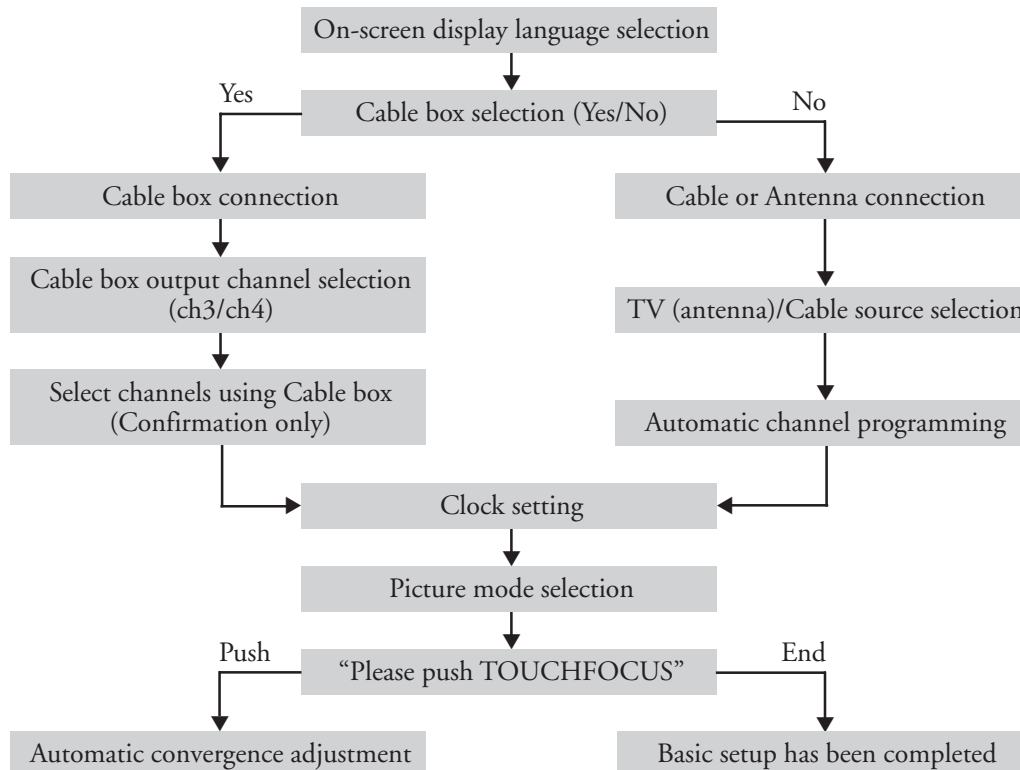 On-screen display language selection
Yes
Cable box selection (Yes/No)
No
Cable box connection
Cable or Antenna connection
Cable box output channel selection
(ch3/ch4)
TV (antenna)/Cable source selection
Select channels using Cable box
(Confirmation only)
Automatic channel programming
Clock setting
Picture mode selection
Push
“Please push TOUCHFOCUS”
End
Automatic convergence adjustment
Basic setup has been completed